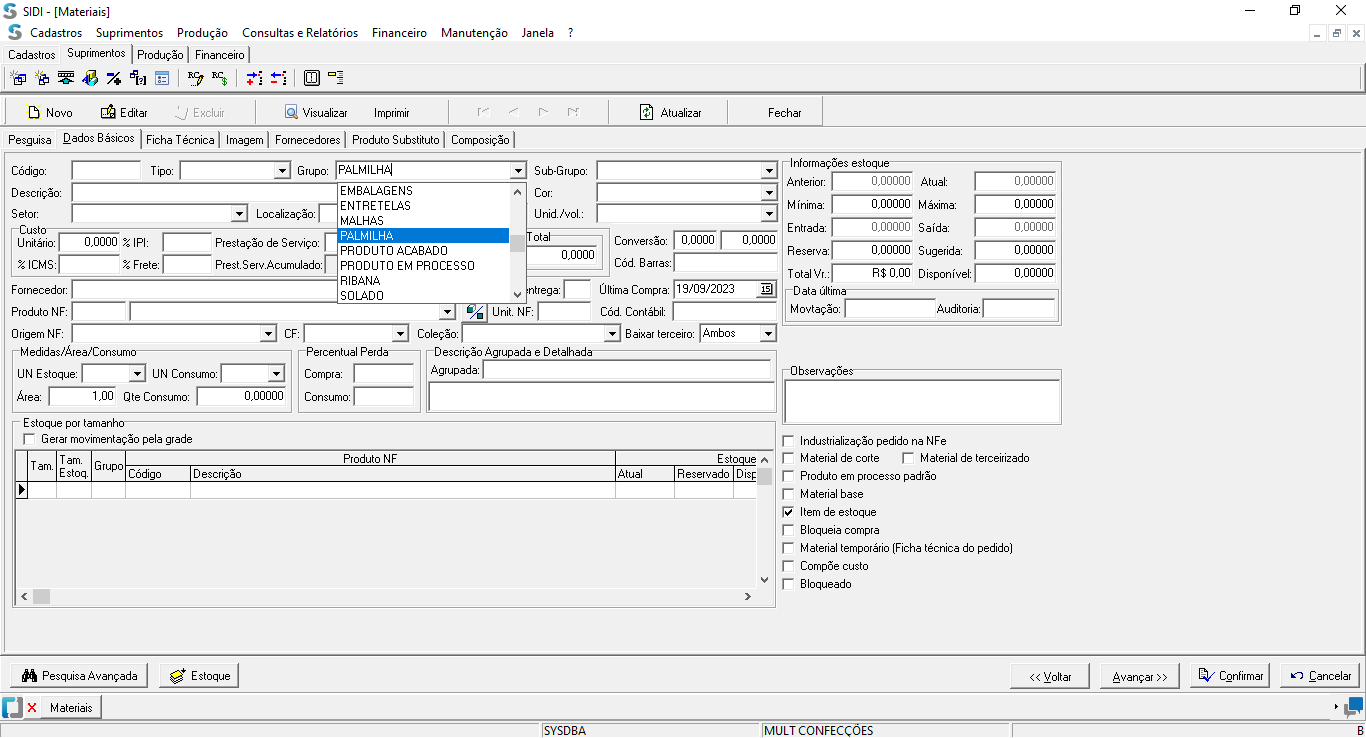 SIDI - [Materiais]
Cadastros Suprimentos Produção Consultas e Relatórios Financeiro Manutenção Janela ?
Cadastros Suprimentos Produção Financeiro
Novo Editar Excluir Visualizar Imprimir Atualizar Fechar
Pesquisa Dados Básicos Ficha Técnica Imagem Fornecedores Produto Substituto Composição
Código: Tipo: Grupo: PALMILHA Sub-Grupo:
Descrição: Cor:
Setor: Localização: Unid./vol.:
EMBALAGENS
ENTRETELAS
MALHAS
PALMILHA
PRODUTO ACABADO
PRODUTO EM PROCESSO
RIBANA
SOLADO
Custo
Unitário: 0,0000 % IPI: Prestação de Serviço: Total 0,0000 Conversão: 0,0000 0,0000
% ICMS: % Frete: Prest.Serv.Acumulado: Cód. Barras:
Fornecedor: entrega: Última Compra: 19/09/2023 15
Produto NF: Unit. NF: Cód. Contábil:
Origem NF: CF: Coleção: Baixar terceiro: Ambos
Informações estoque
Anterior: 0,00000 Atual: 0,00000
Mínima: 0,00000 Máxima: 0,00000
Entrada: 0,00000 Saída: 0,00000
Reserva: 0,00000 Sugerida: 0,00000
Total Vr.: R$ 0,00 Disponível: 0,00000
Data última
Movtação: Auditoria:
Medidas/Área/Consumo
UN Estoque: UN Consumo:
Área: 1,00 Qte Consumo: 0,00000
Percentual Perda
Compra:
Consumo:
Descrição Agrupada e Detalhada
Agrupada:
Observações
Estoque por tamanho
Gerar movimentação pela grade
Tam. Tam. Estoq. Grupo Produto NF Estoque
Código Descrição Atual Reservado Disp
Industrialização pedido na NFe
Material de corte Material de terceirizado
Produto em processo padrão
Material base
Item de estoque
Bloqueia compra
Material temporário (Ficha técnica do pedido)
Compõe custo
Bloqueado
Pesquisa Avançada Estoque << Voltar Avançar >> Confirmar Cancelar
Materiais
SYSDBA MULT CONFECÇÕES B